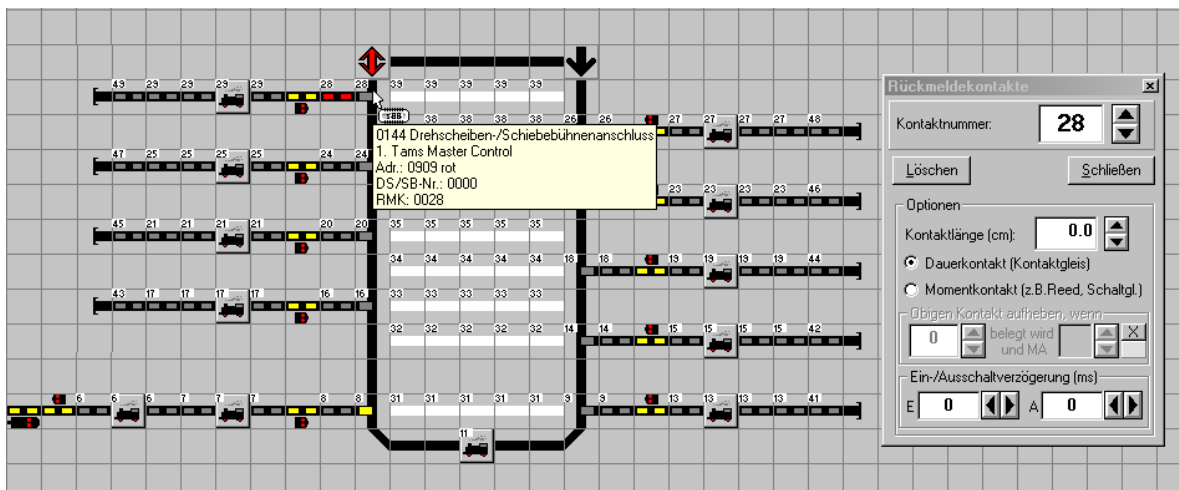 49 29 29 29 29 28 28 39 39 39 39
sBB
38 38 26 26 27 27 27 27 48
0144 Drehscheiben-/Schiebebühnenanschluss
1. Tams Master Control
Adr.: 0909 rot
DS/SB-Nr.: 0000
RMK: 0028
47 25 25 25 25 24 24
23 23 23 23 46
45 21 21 21 21 20 20 35 35 35 35
34 34 34 34 18 18 19 19 19 19 44
43 17 17 17 17 16 16 33 33 33 33
32 32 32 32 14 14 15 15 15 15 42
6 6 7 7 7 8 8 31 31 31 31 9 9 13 13 13 13 41
11
Rückmeldekontakte
Kontaktnummer: 28
Löschen Schließen
Optionen
Kontaktlänge (cm): 0.0
Dauerkontakt (Kontaktgleis)
Momentkontakt (z.B.Reed, Schaltgl.)
Obigen Kontakt aufheben, wenn
0 belegt wird X
und MA
Ein-/Ausschaltverzögerung (ms)
E 0 A 0